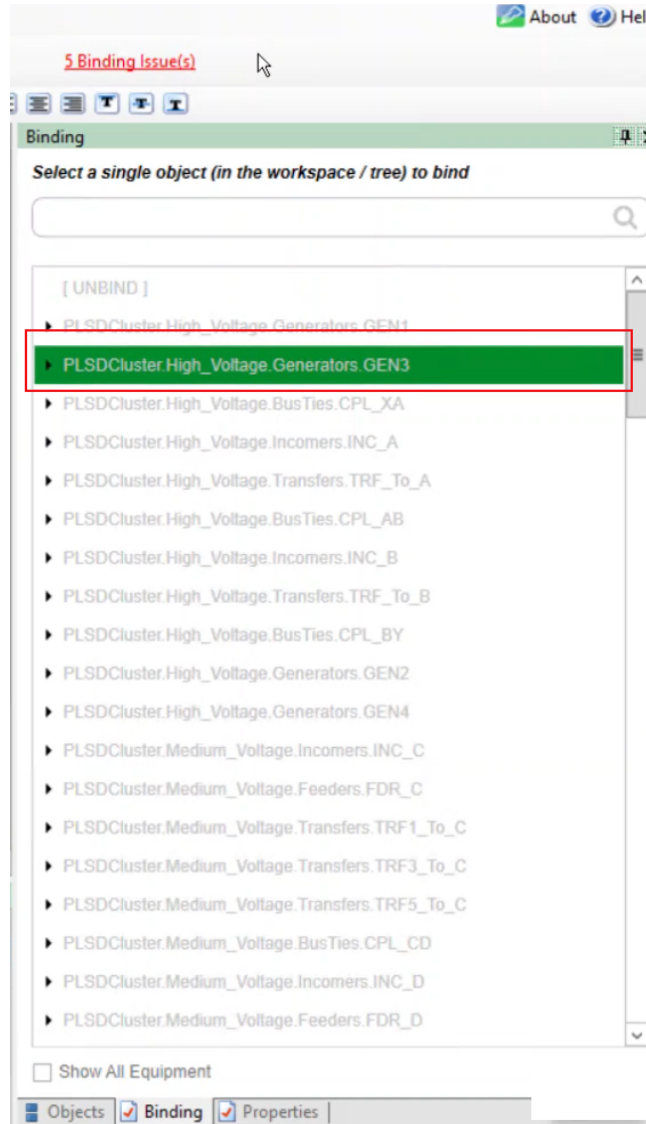 About Hel
5 Binding Issue(s)
Binding
Select a single object (in the workspace / tree) to bind
[ UNBIND ]
PLSDCluster.High_Voltage.Generators.GEN1
PLSDCluster.High_Voltage.Generators.GEN3
PLSDCluster.High_Voltage.BusTies.CPL_XA
PLSDCluster.High_Voltage.Incomers.INC_A
PLSDCluster.High_Voltage.Transfers.TRF_To_A
PLSDCluster.High_Voltage.BusTies.CPL_AB
PLSDCluster.High_Voltage.Incomers.INC_B
PLSDCluster.High_Voltage.Transfers.TRF_To_B
PLSDCluster.High_Voltage.BusTies.CPL_BY
PLSDCluster.High_Voltage.Generators.GEN2
PLSDCluster.High_Voltage.Generators.GEN4
PLSDCluster.Medium_Voltage.Incomers.INC_C
PLSDCluster.Medium_Voltage.Feeders.FDR_C
PLSDCluster.Medium_Voltage.Transfers.TRF1_To_C
PLSDCluster.Medium_Voltage.Transfers.TRF3_To_C
PLSDCluster.Medium_Voltage.Transfers.TRF5_To_C
PLSDCluster.Medium_Voltage.BusTies.CPL_CD
PLSDCluster.Medium_Voltage.Incomers.INC_D
PLSDCluster.Medium_Voltage.Feeders.FDR_D
Show All Equipment
Objects Binding Properties